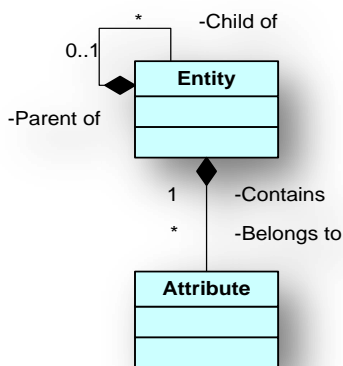 *
-Child of
0..1
Entity
-Parent of
1
-Contains
*
-Belongs to
Attribute